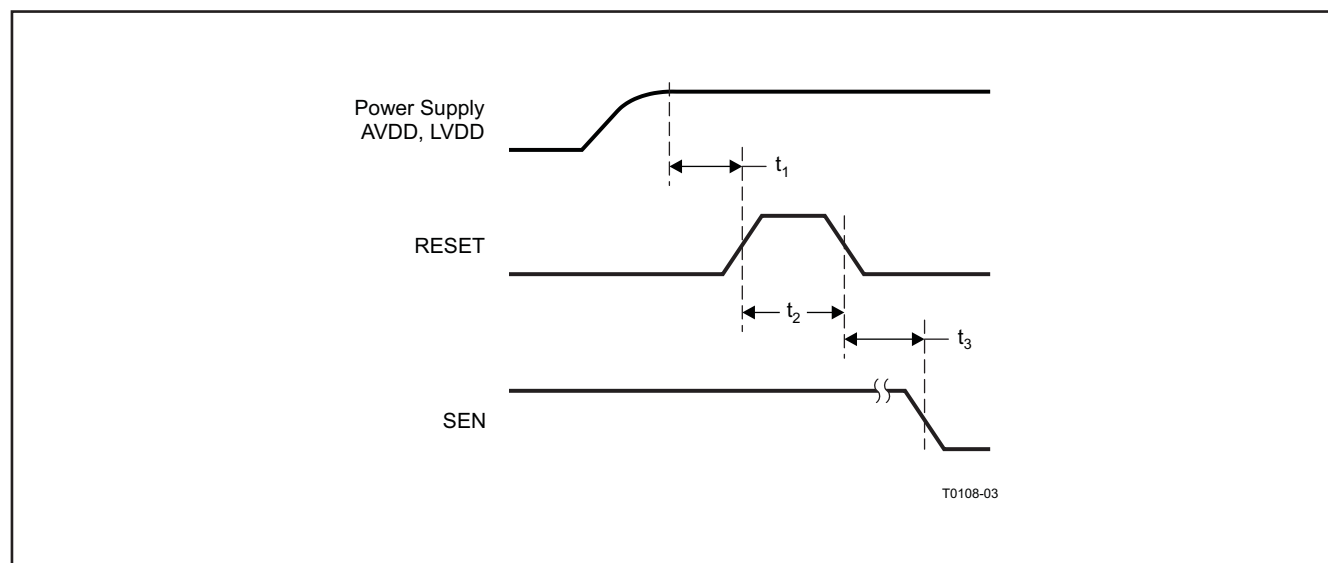 Power Supply
AVDD, LVDD
t₁
RESET
t₂
t₃
SEN
T0108-03